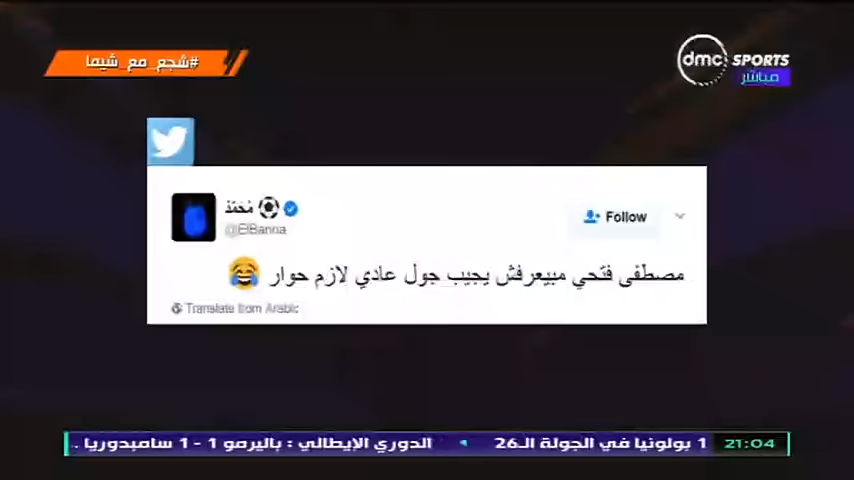 #شجع_مع_شيما
dmc SPORTS
مباشر
مُحَمَّدْ
@ElBanna
Follow
مصطفى فتحي مبيعرفش يجيب جول عادي لازم حوار 😂
Translate from Arabic
1 بولونيا في الجولة الـ26 ◂ الدوري الإيطالي : باليرمو 1 - 1 سامبدوريا ..
21:04